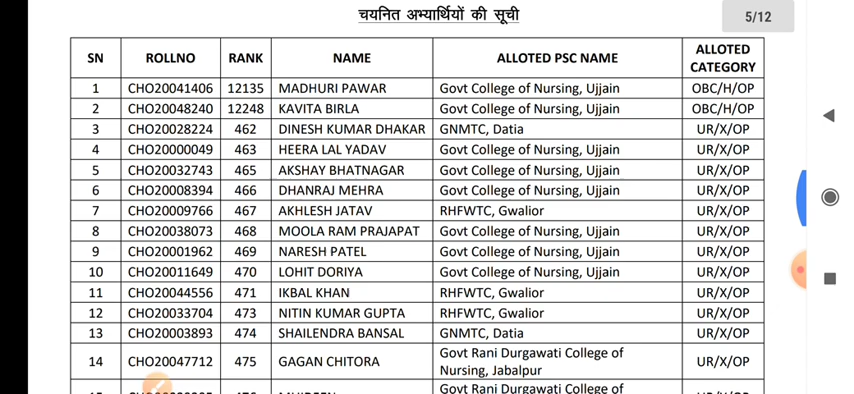 चयनित अभ्यार्थियों की सूची
5/12
SN ROLLNO RANK NAME ALLOTED PSC NAME ALLOTED CATEGORY
1 CHO20041406 12135 MADHURI PAWAR Govt College of Nursing, Ujjain OBC/H/OP
2 CHO20048240 12248 KAVITA BIRLA Govt College of Nursing, Ujjain OBC/H/OP
3 CHO20028224 462 DINESH KUMAR DHAKAR GNMTC, Datia UR/X/OP
4 CHO20000049 463 HEERA LAL YADAV Govt College of Nursing, Ujjain UR/X/OP
5 CHO20032743 465 AKSHAY BHATNAGAR Govt College of Nursing, Ujjain UR/X/OP
6 CHO20008394 466 DHANRAJ MEHRA Govt College of Nursing, Ujjain UR/X/OP
7 CHO20009766 467 AKHLESH JATAV RHFWTC, Gwalior UR/X/OP
8 CHO20038073 468 MOOLA RAM PRAJAPAT Govt College of Nursing, Ujjain UR/X/OP
9 CHO20001962 469 NARESH PATEL Govt College of Nursing, Ujjain UR/X/OP
10 CHO20011649 470 LOHIT DORIYA Govt College of Nursing, Ujjain UR/X/OP
11 CHO20044556 471 IKBAL KHAN RHFWTC, Gwalior UR/X/OP
12 CHO20033704 473 NITIN KUMAR GUPTA RHFWTC, Gwalior UR/X/OP
13 CHO20003893 474 SHAILENDRA BANSAL GNMTC, Datia UR/X/OP
14 CHO20047712 475 GAGAN CHITORA Govt Rani Durgawati College of
Nursing, Jabalpur UR/X/OP
Govt Rani Durgawati College of